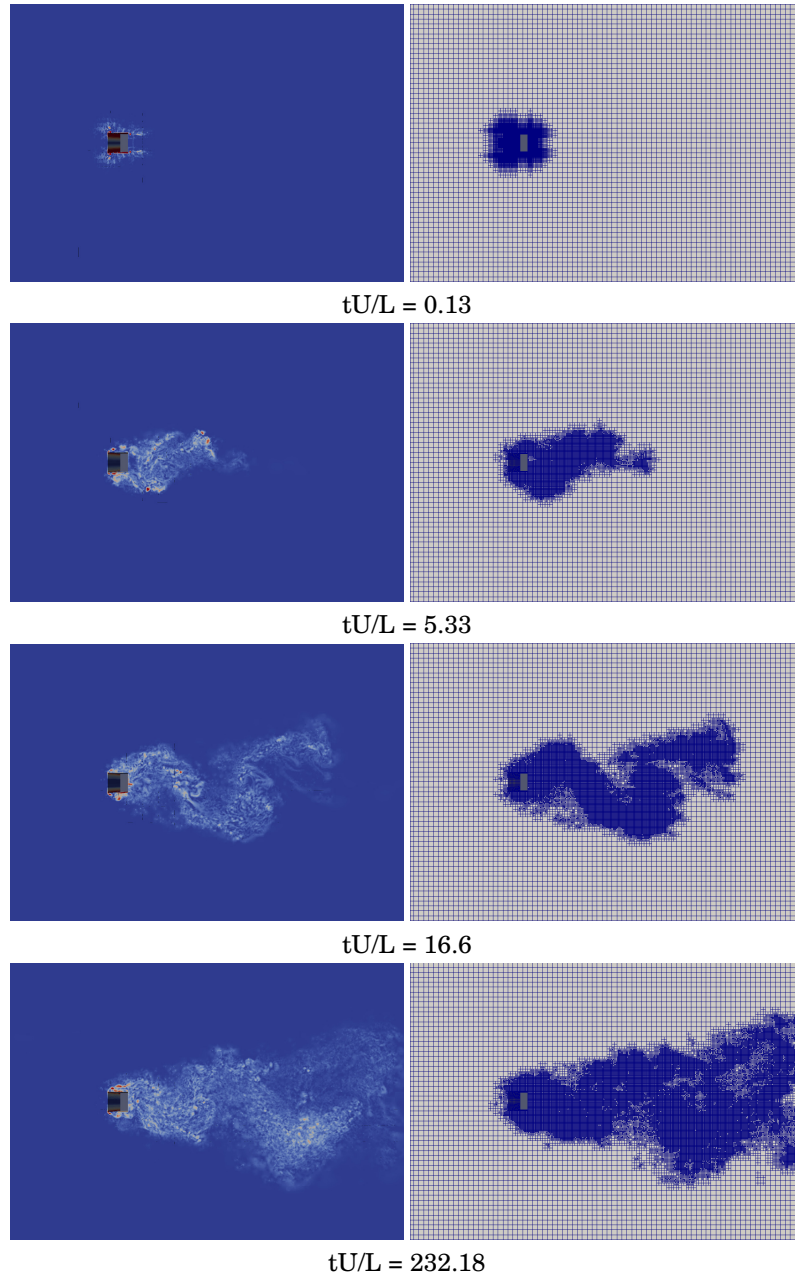 tU/L = 0.13
tU/L = 5.33
tU/L = 16.6
tU/L = 232.18